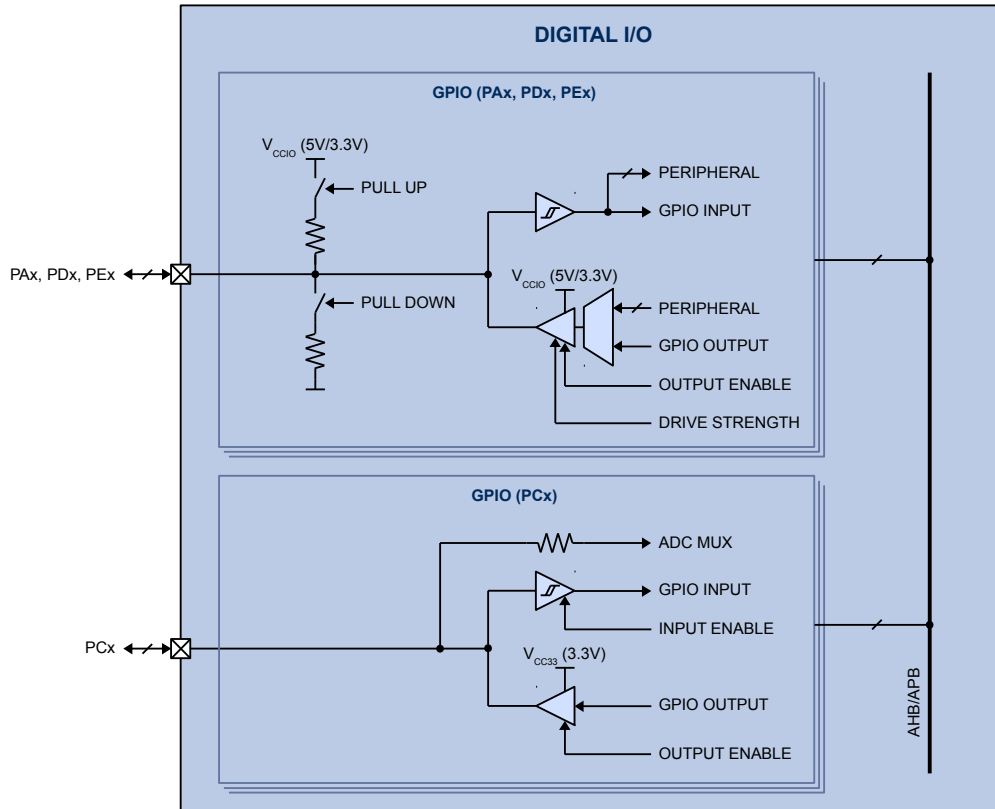 DIGITAL I/O
GPIO (PAx, PDx, PEx)
VCCIO (5V/3.3V)
PULL UP
PERIPHERAL
GPIO INPUT
PAx, PDx, PEx
VCCIO (5V/3.3V)
PULL DOWN
PERIPHERAL
GPIO OUTPUT
OUTPUT ENABLE
DRIVE STRENGTH
GPIO (PCx)
ADC MUX
GPIO INPUT
INPUT ENABLE
PCx
VCC33 (3.3V)
GPIO OUTPUT
OUTPUT ENABLE
AHB/APB